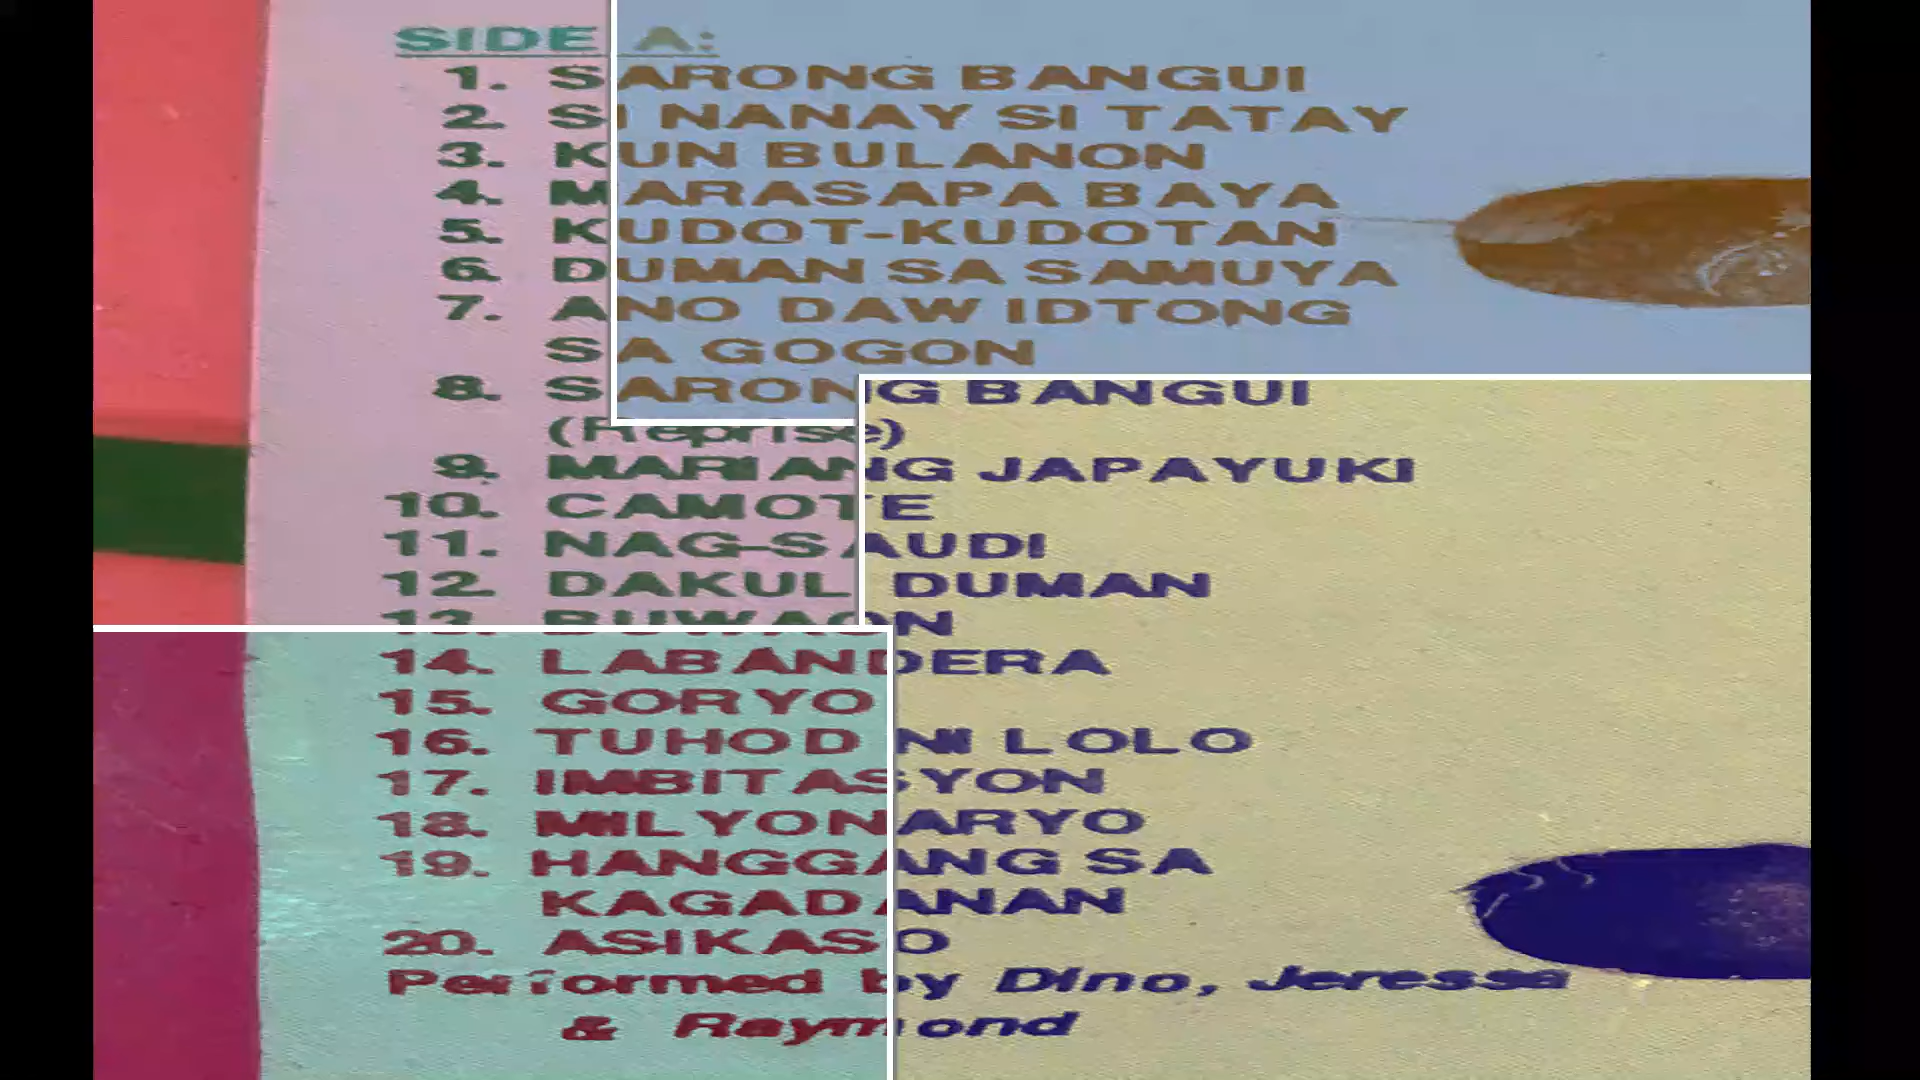 SIDE A:
1. SARONG BANGUI
2. SI NANAY SI TATAY
3. KUN BULANON
4. MARASAPA BAYA
5. KUDOT-KUDOTAN
6. DUMAN SA SAMUYA
7. ANO DAW IDTONG
SA GOGON
8. SARONG BANGUI
(Reprise)
9. MARIANG JAPAYUKI
10. CAMOTE
11. NAG-SAUDI
12. DAKUL DUMAN
13. BUWAON
14. LABANDERA
15. GORYO
16. TUHOD NI LOLO
17. IMBITASYON
18. MILYONARYO
19. HANGGANG SA
KAGADANAN
20. ASIKASO
Performed by Dino, Jeressa
& Raymond